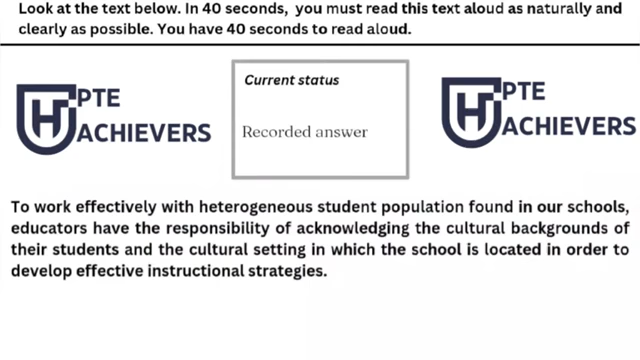 Look at the text below. In 40 seconds, you must read this text aloud as naturally and
clearly as possible. You have 40 seconds to read aloud.
H PTE
ACHIEVERS
Current status
Recorded answer
H PTE
ACHIEVERS
To work effectively with heterogeneous student population found in our schools,
educators have the responsibility of acknowledging the cultural backgrounds of
their students and the cultural setting in which the school is located in order to
develop effective instructional strategies.